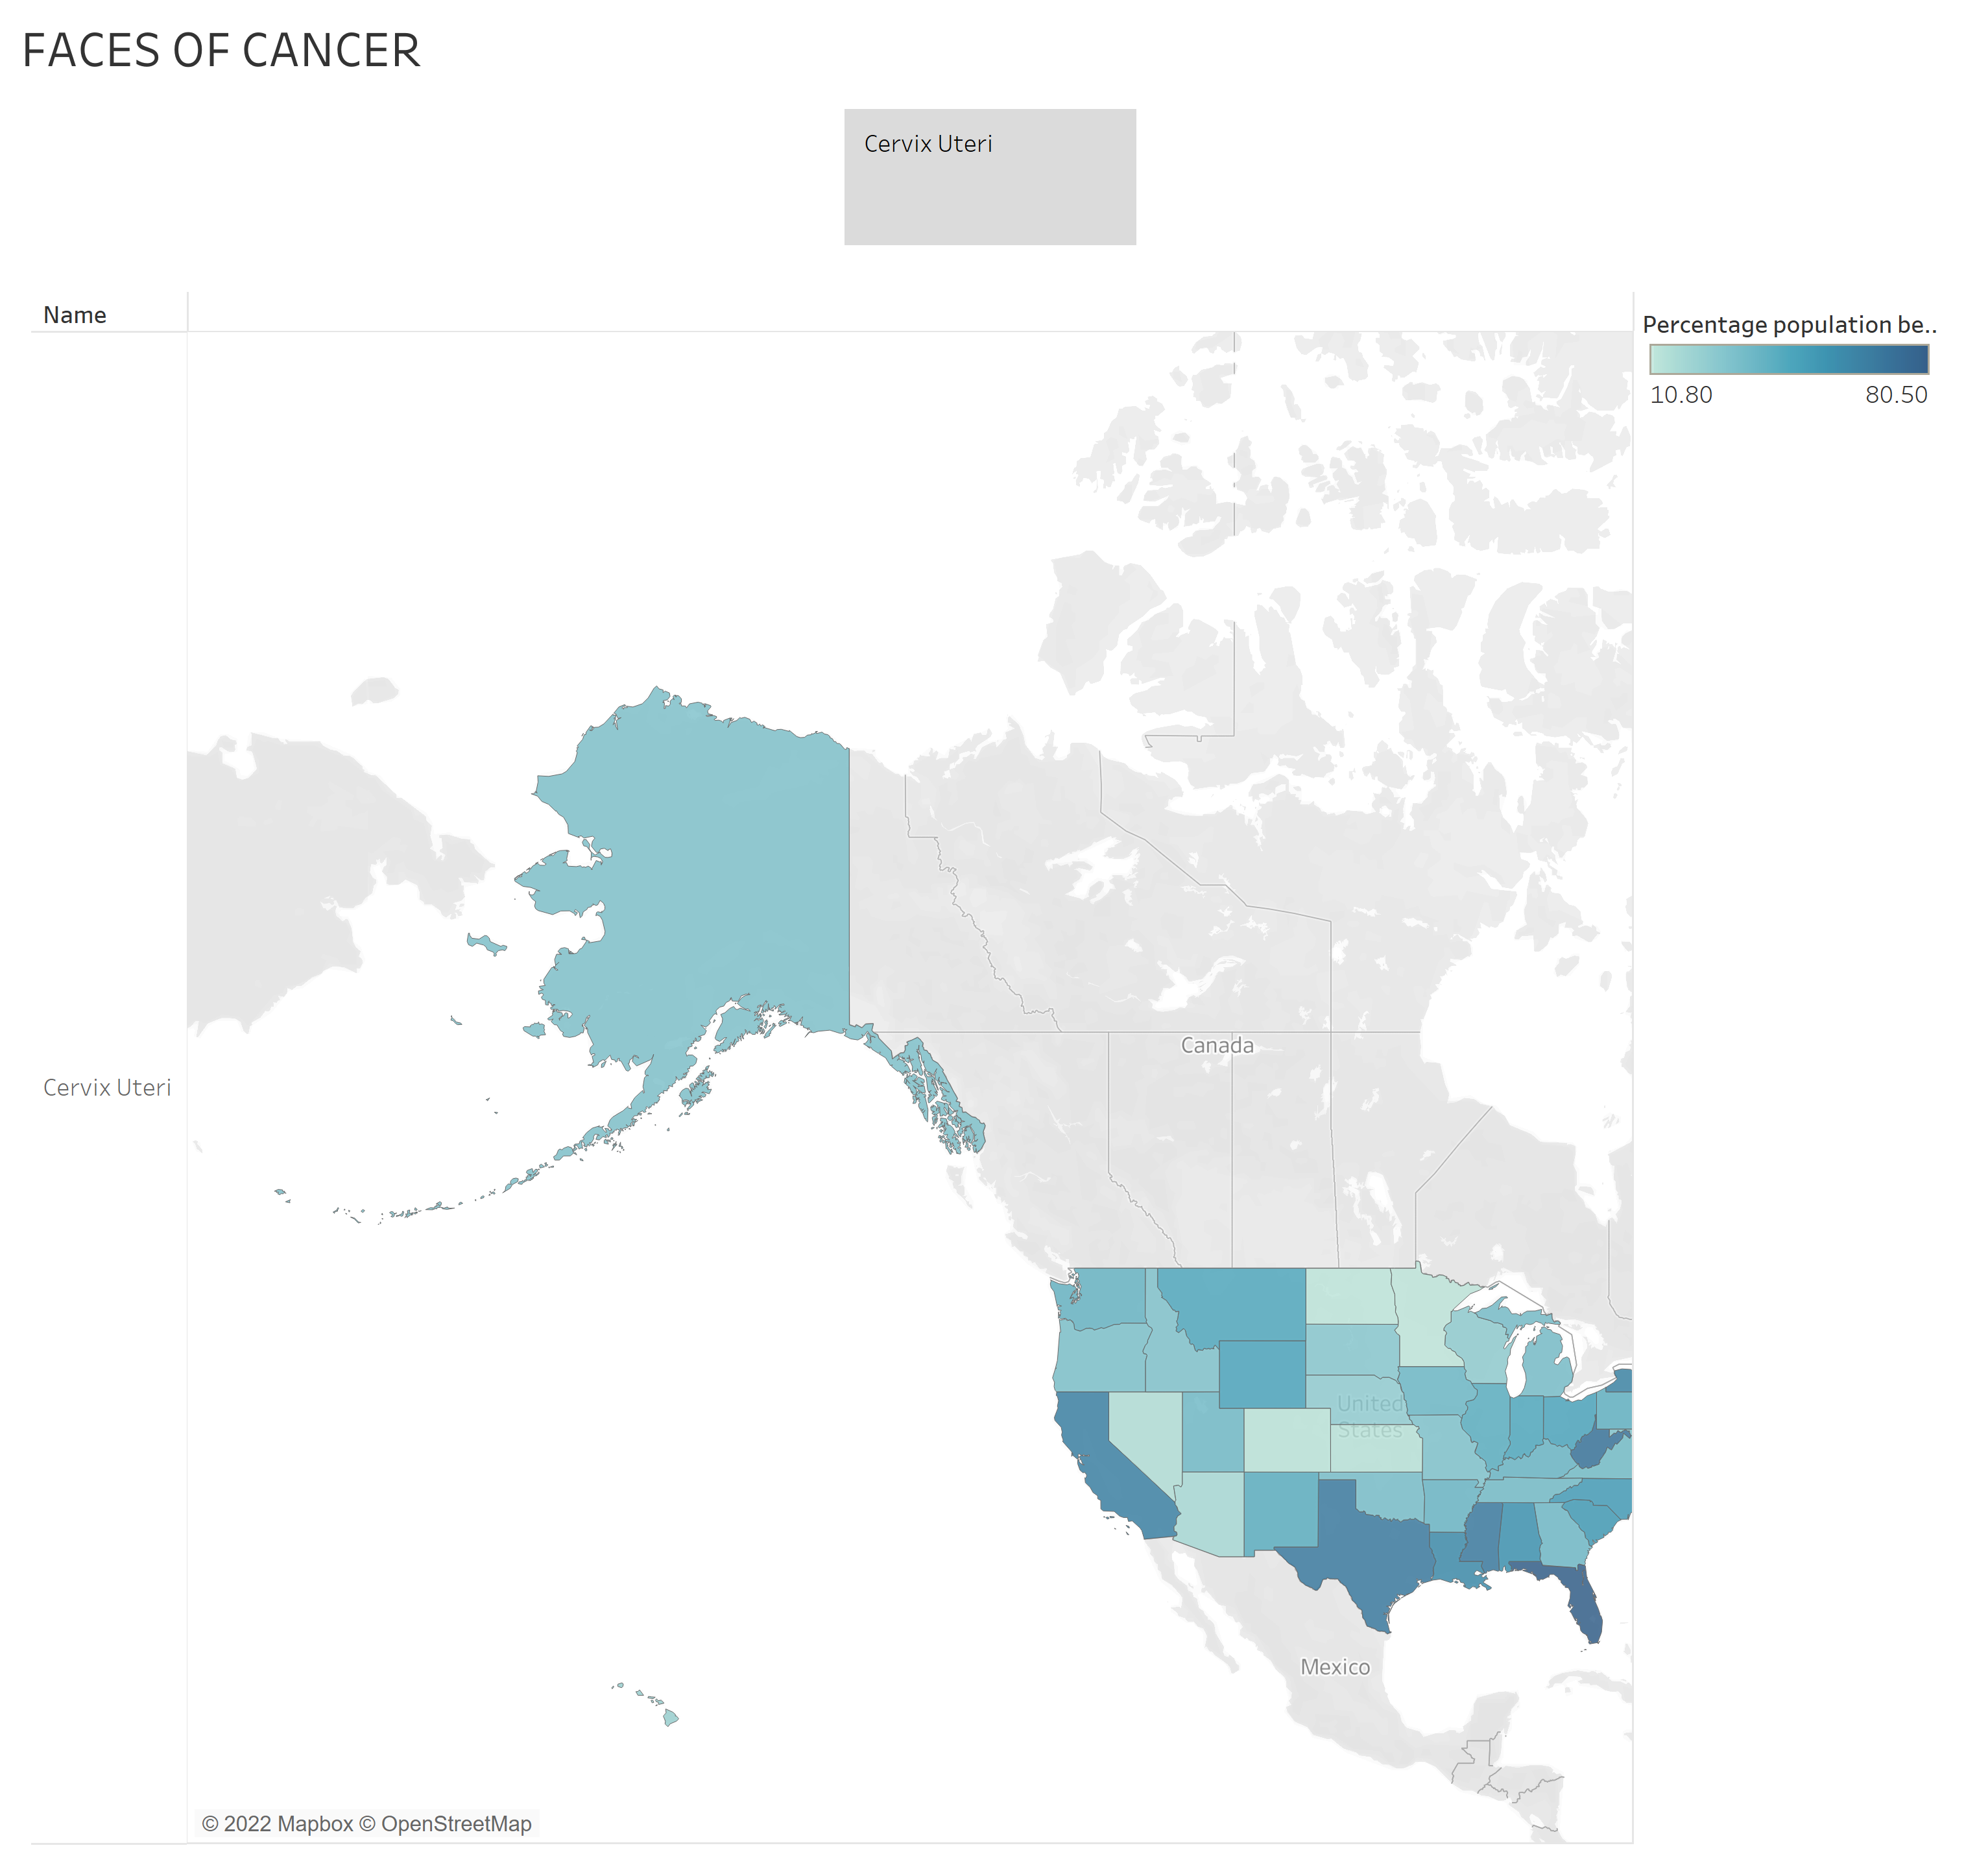 FACES OF CANCER
Cervix Uteri
Name
Percentage population be..
10.80 80.50
Canada
Cervix Uteri
United
States
Mexico
© 2022 Mapbox © OpenStreetMap